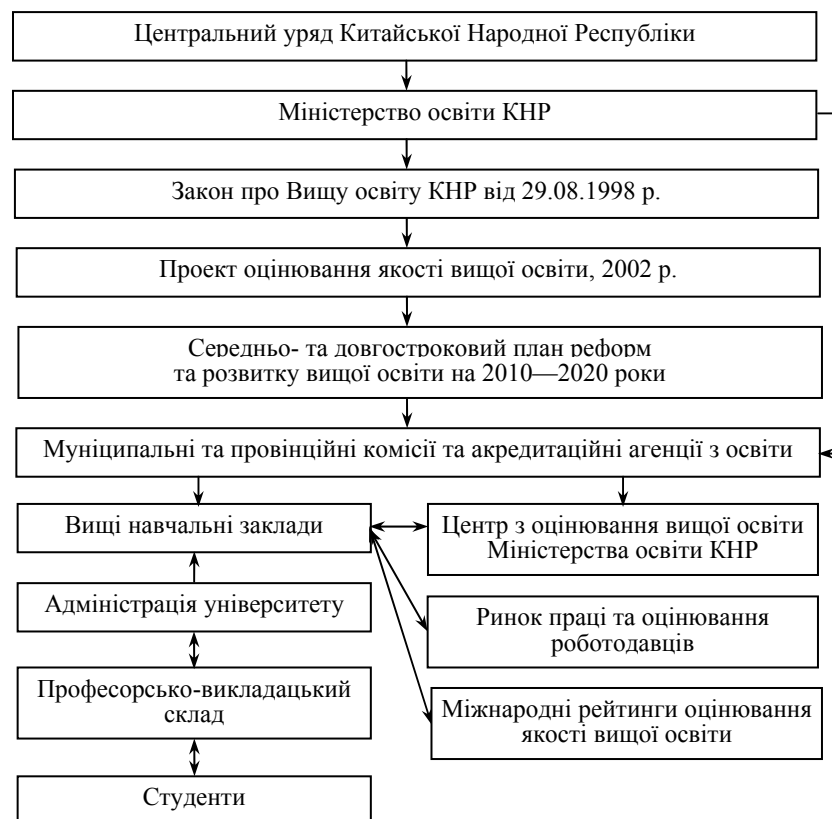 Центральний уряд Китайської Народної Республіки
Міністерство освіти КНР
Закон про Вищу освіту КНР від 29.08.1998 р.
Проект оцінювання якості вищої освіти, 2002 р.
Середньо- та довгостроковий план реформ
та розвитку вищої освіти на 2010—2020 роки
Муніципальні та провінційні комісії та акредитаційні агенції з освіти
Вищі навчальні заклади
Центр з оцінювання вищої освіти
Міністерства освіти КНР
Адміністрація університету
Ринок праці та оцінювання
роботодавців
Професорсько-викладацький
склад
Міжнародні рейтинги оцінювання
якості вищої освіти
Студенти